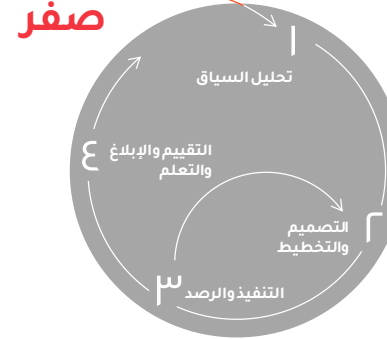 صفر
١
تحليل السياق
٢
التصميم
والتخطيط
٣
التنفيذ والرصد
٤
التقييم والإبلاغ
والتعلم